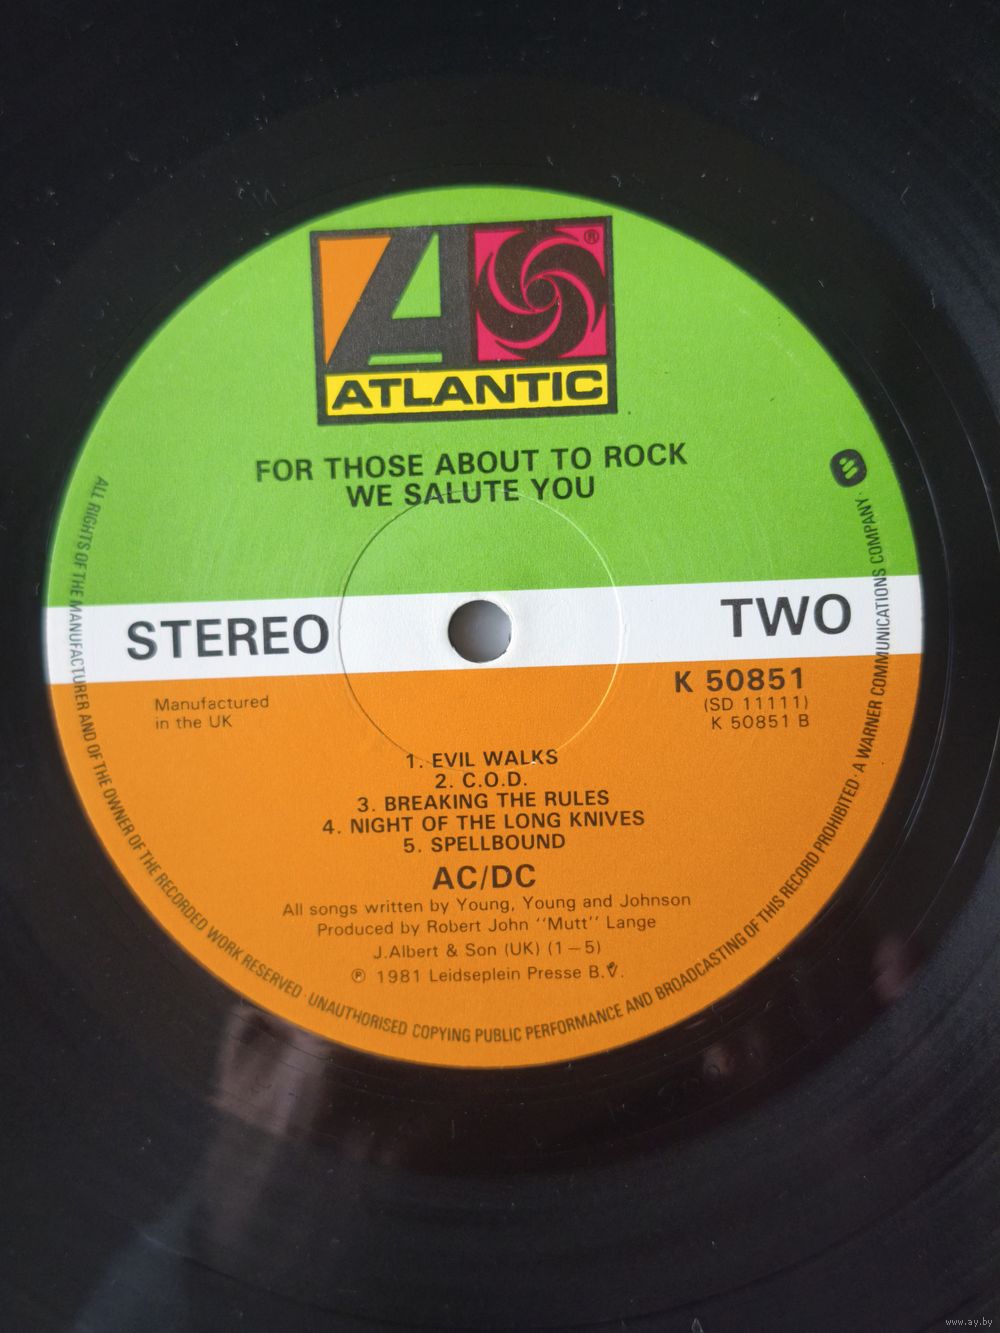 ®
ATLANTIC
FOR THOSE ABOUT TO ROCK
WE SALUTE YOU
STEREO
TWO
Manufactured
in the UK
K 50851
(SD 11111)
K 50851 B
1. EVIL WALKS
2. C.O.D.
3. BREAKING THE RULES
4. NIGHT OF THE LONG KNIVES
5. SPELLBOUND
AC/DC
All songs written by Young, Young and Johnson
Produced by Robert John "Mutt" Lange
J.Albert & Son (UK) (1–5)
℗ 1981 Leidseplein Presse B.V.
ALL RIGHTS OF THE MANUFACTURER AND OF THE OWNER OF THE RECORDED WORK RESERVED · UNAUTHORISED COPYING PUBLIC PERFORMANCE AND BROADCASTING OF THIS RECORD PROHIBITED · A WARNER COMMUNICATIONS COMPANY ·
www.ay.by